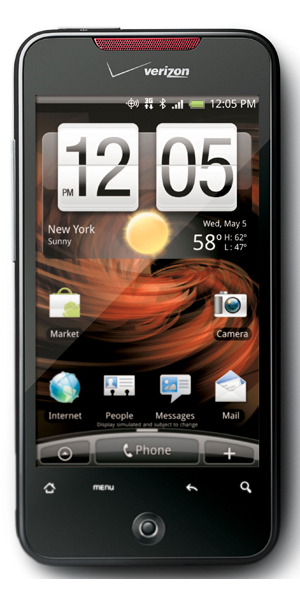 verizon
3G 12:05 PM
PM 12 05
New York
Sunny
Wed, May 5
58° H: 62°
L: 47°
Market Camera
Internet People Messages Mail
Display simulated and subject to change
Phone
menu